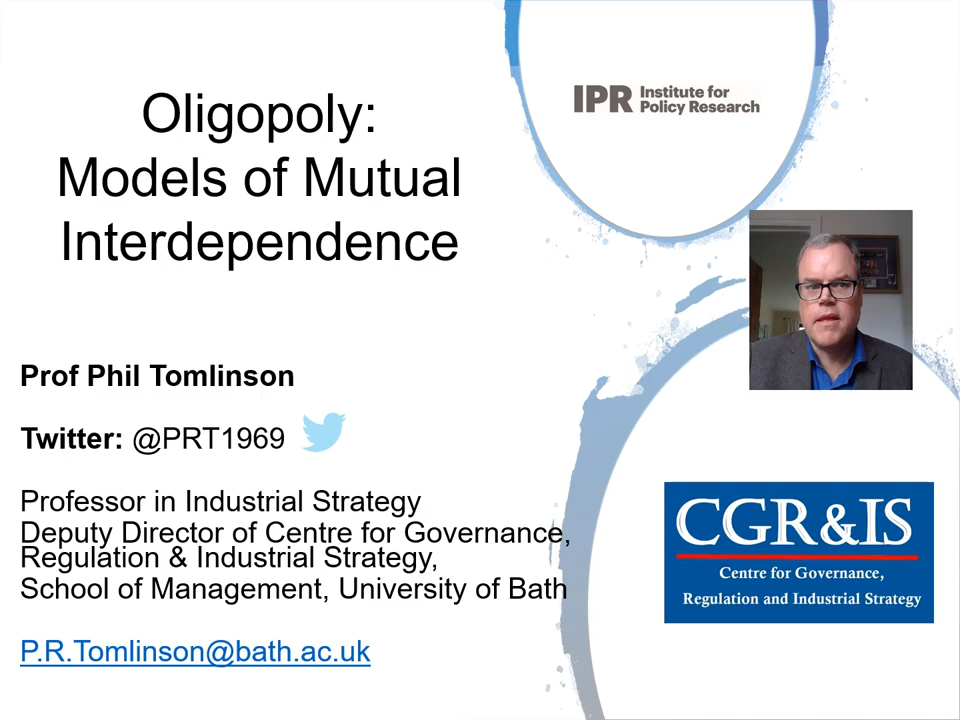 Oligopoly:
Models of Mutual
Interdependence
IPR Institute for
Policy Research
Prof Phil Tomlinson
Twitter: @PRT1969
Professor in Industrial Strategy
Deputy Director of Centre for Governance,
Regulation & Industrial Strategy,
School of Management, University of Bath
P.R.Tomlinson@bath.ac.uk
CGR&IS
Centre for Governance,
Regulation and Industrial Strategy